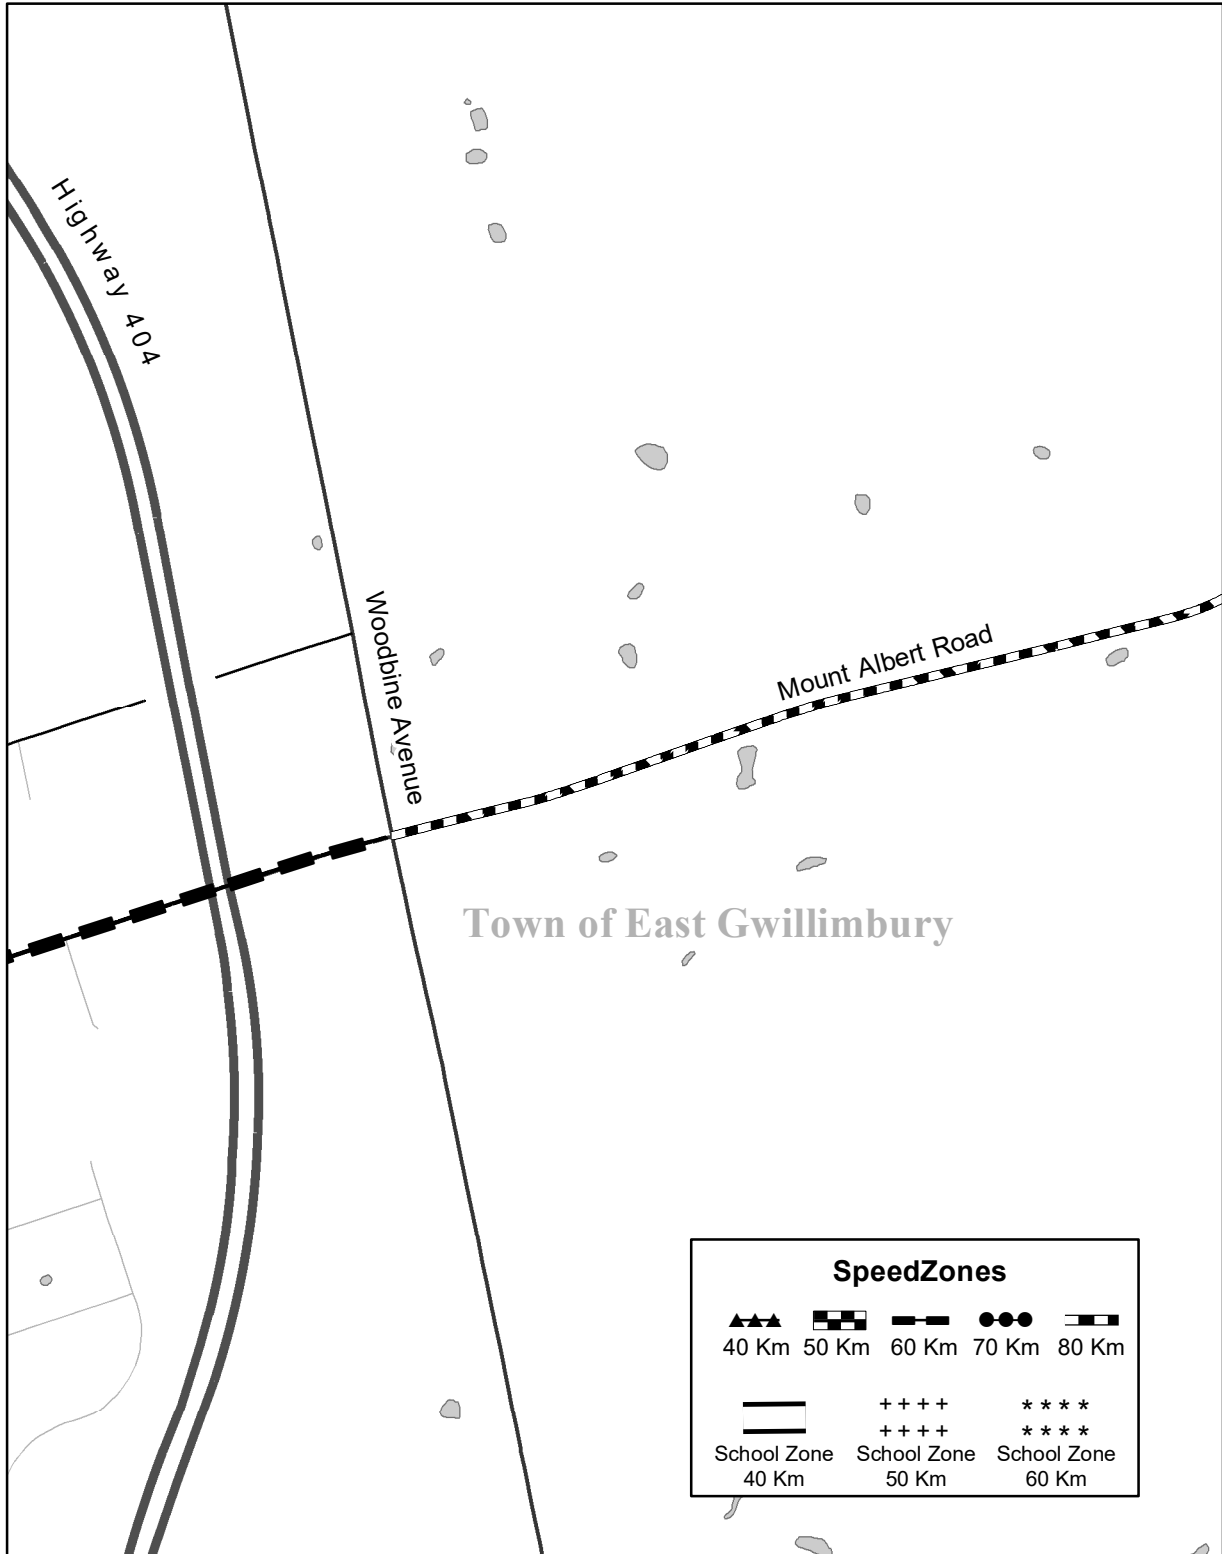 Highway 404
Woodbine Avenue
Mount Albert Road
Town of East Gwillimbury
SpeedZones
40 Km 50 Km 60 Km 70 Km 80 Km
School Zone School Zone School Zone
40 Km 50 Km 60 Km